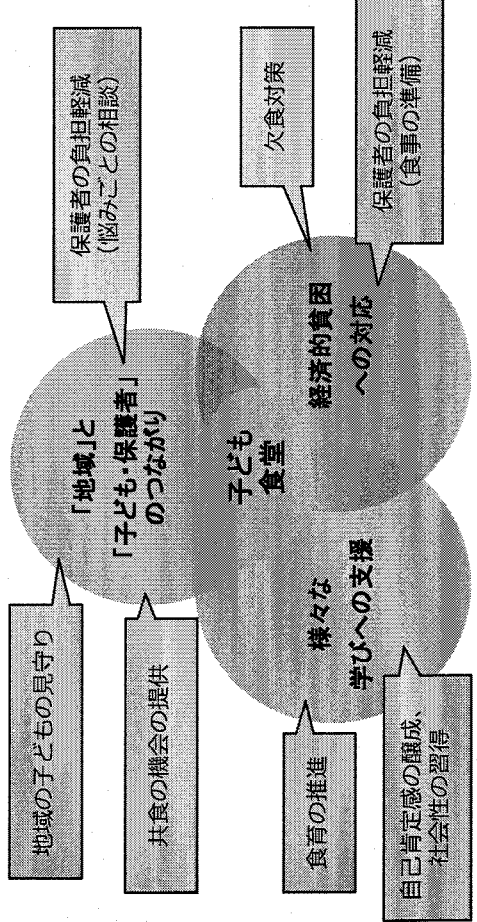 地域の子どもの見守り
共食の機会の提供
「地域」と
「子ども・保護者」
のつながり
保護者の負担軽減
(悩みごとの相談)
子ども
食堂
食育の推進
自己肯定感の醸成、
社会性の習得
様々な
学びへの支援
経済的貧困
への対応
欠食対策
保護者の負担軽減
(食事の準備)